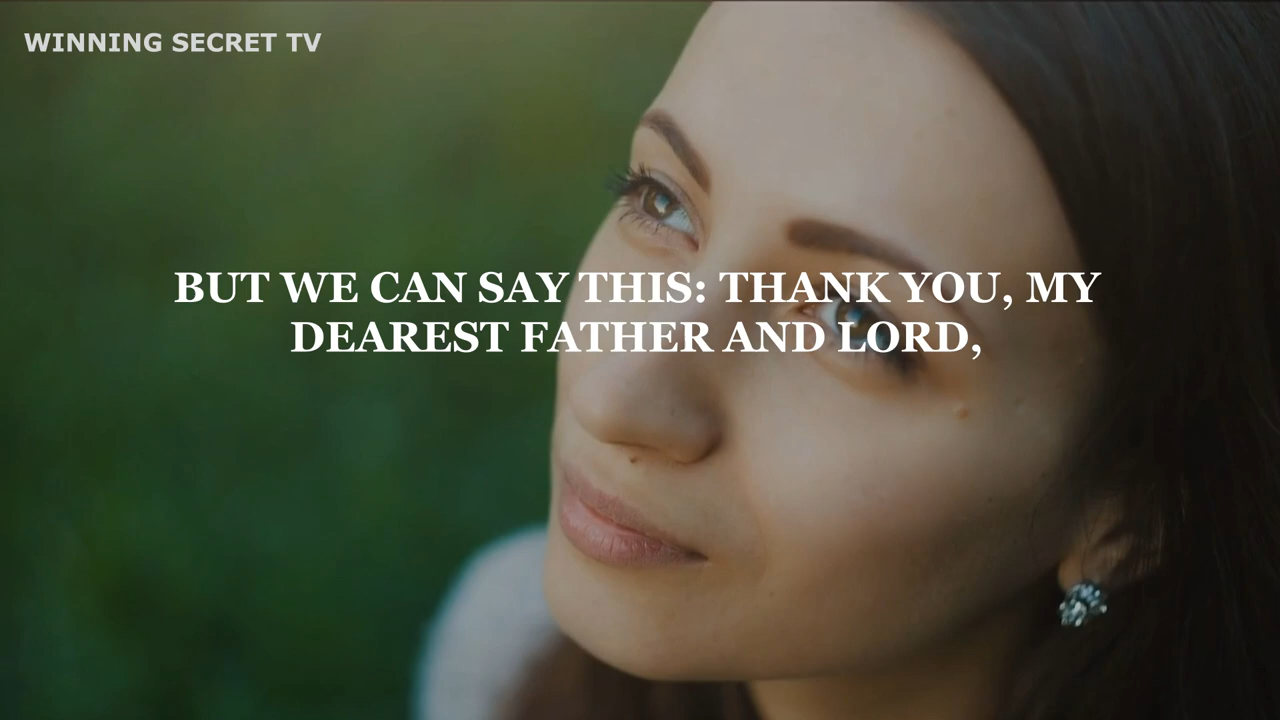 WINNING SECRET TV
BUT WE CAN SAY THIS: THANK YOU, MY
DEAREST FATHER AND LORD,